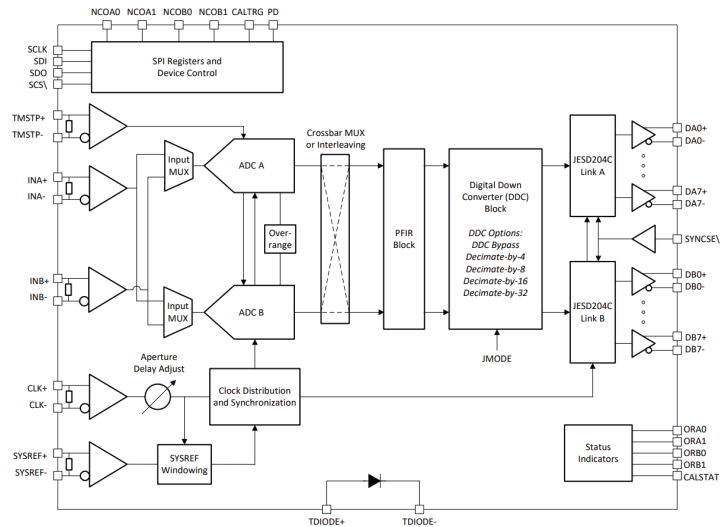 NCOA0 NCOA1 NCOB0 NCOB1 CALTRG PD
SCLK
SDI
SDO
SCS\
SPI Registers and
Device Control
TMSTP+
TMSTP-
INA+
INA-
Input
MUX
ADC A
Crossbar MUX
or Interleaving
Over-
range
INB+
INB-
Input
MUX
ADC B
PFIR
Block
Digital Down
Converter (DDC)
Block
DDC Options:
DDC Bypass
Decimate-by-4
Decimate-by-8
Decimate-by-16
Decimate-by-32
JMODE
JESD204C
Link A
DA0+
DA0-
DA7+
DA7-
SYNCSE\
JESD204C
Link B
DB0+
DB0-
DB7+
DB7-
Aperture
Delay Adjust
CLK+
CLK-
Clock Distribution
and Synchronization
SYSREF+
SYSREF-
SYSREF
Windowing
Status
Indicators
ORA0
ORA1
ORB0
ORB1
CALSTAT
TDIODE+ TDIODE-